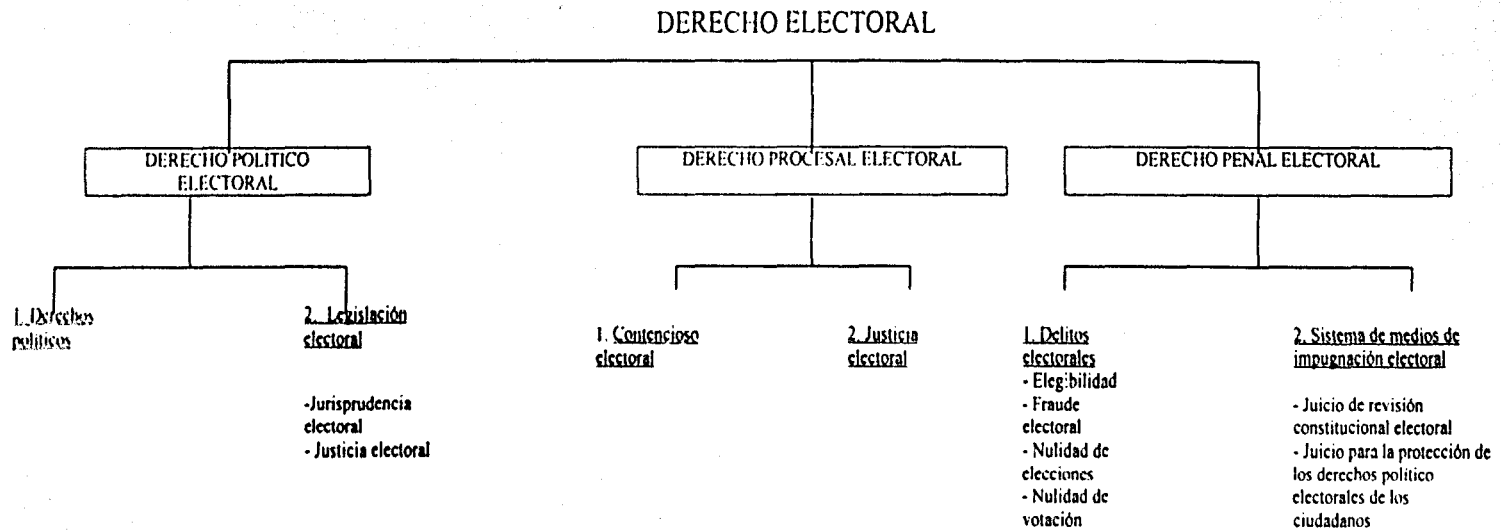 DERECHO ELECTORAL
DERECHO POLITICO
ELECTORAL
DERECHO PROCESAL ELECTORAL
DERECHO PENAL ELECTORAL
1. Derechos
políticos
2. Legislación
electoral
-Jurisprudencia
electoral
- Justicia electoral
1. Contencioso
electoral
2. Justicia
electoral
1. Delitos
electorales
- Elegibilidad
- Fraude
electoral
- Nulidad de
elecciones
- Nulidad de
votación
2. Sistema de medios de
impugnación electoral
- Juicio de revisión
constitucional electoral
- Juicio para la protección de
los derechos político
electorales de los
ciudadanos